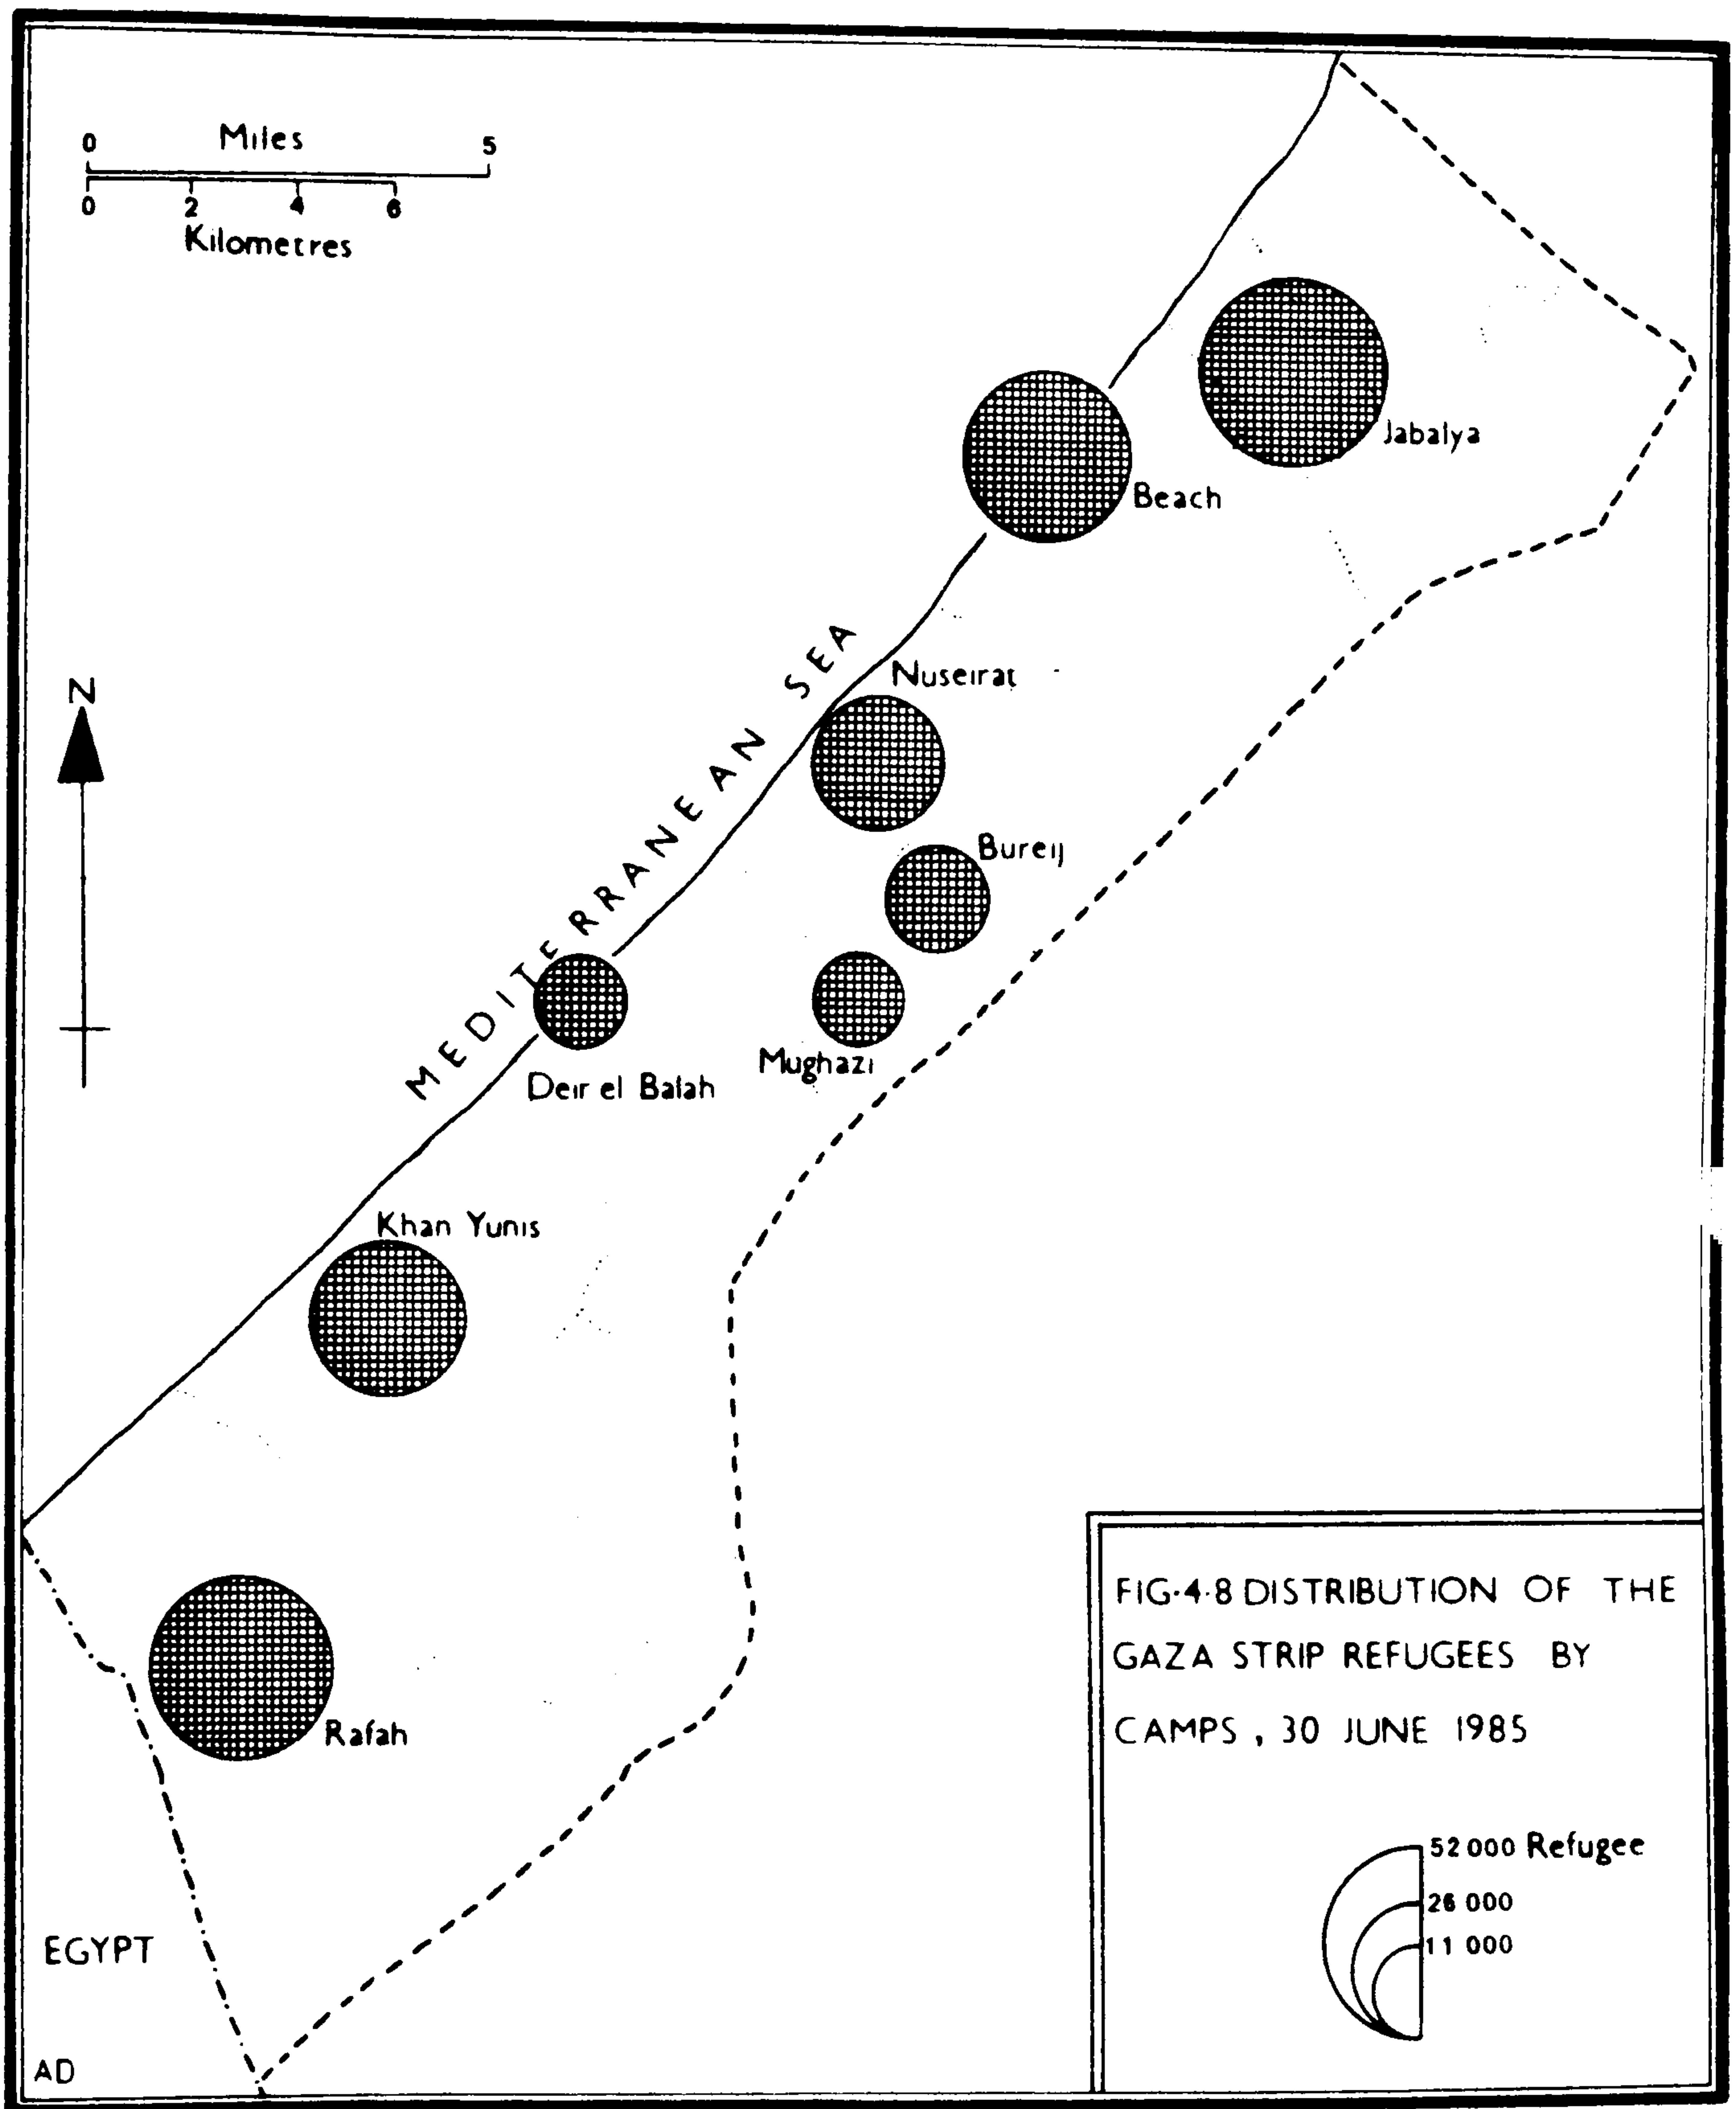 0 Miles 5
0 2 4 6
Kilometres
Jabalya
Beach
N
MEDITERRANEAN SEA
Nuseirat
Bureij
Mughazi
Deir el Balah
Khan Yunis
Rafah
EGYPT
AD
FIG·4·8 DISTRIBUTION OF THE
GAZA STRIP REFUGEES BY
CAMPS , 30 JUNE 1985
52 000 Refugee
26 000
11 000